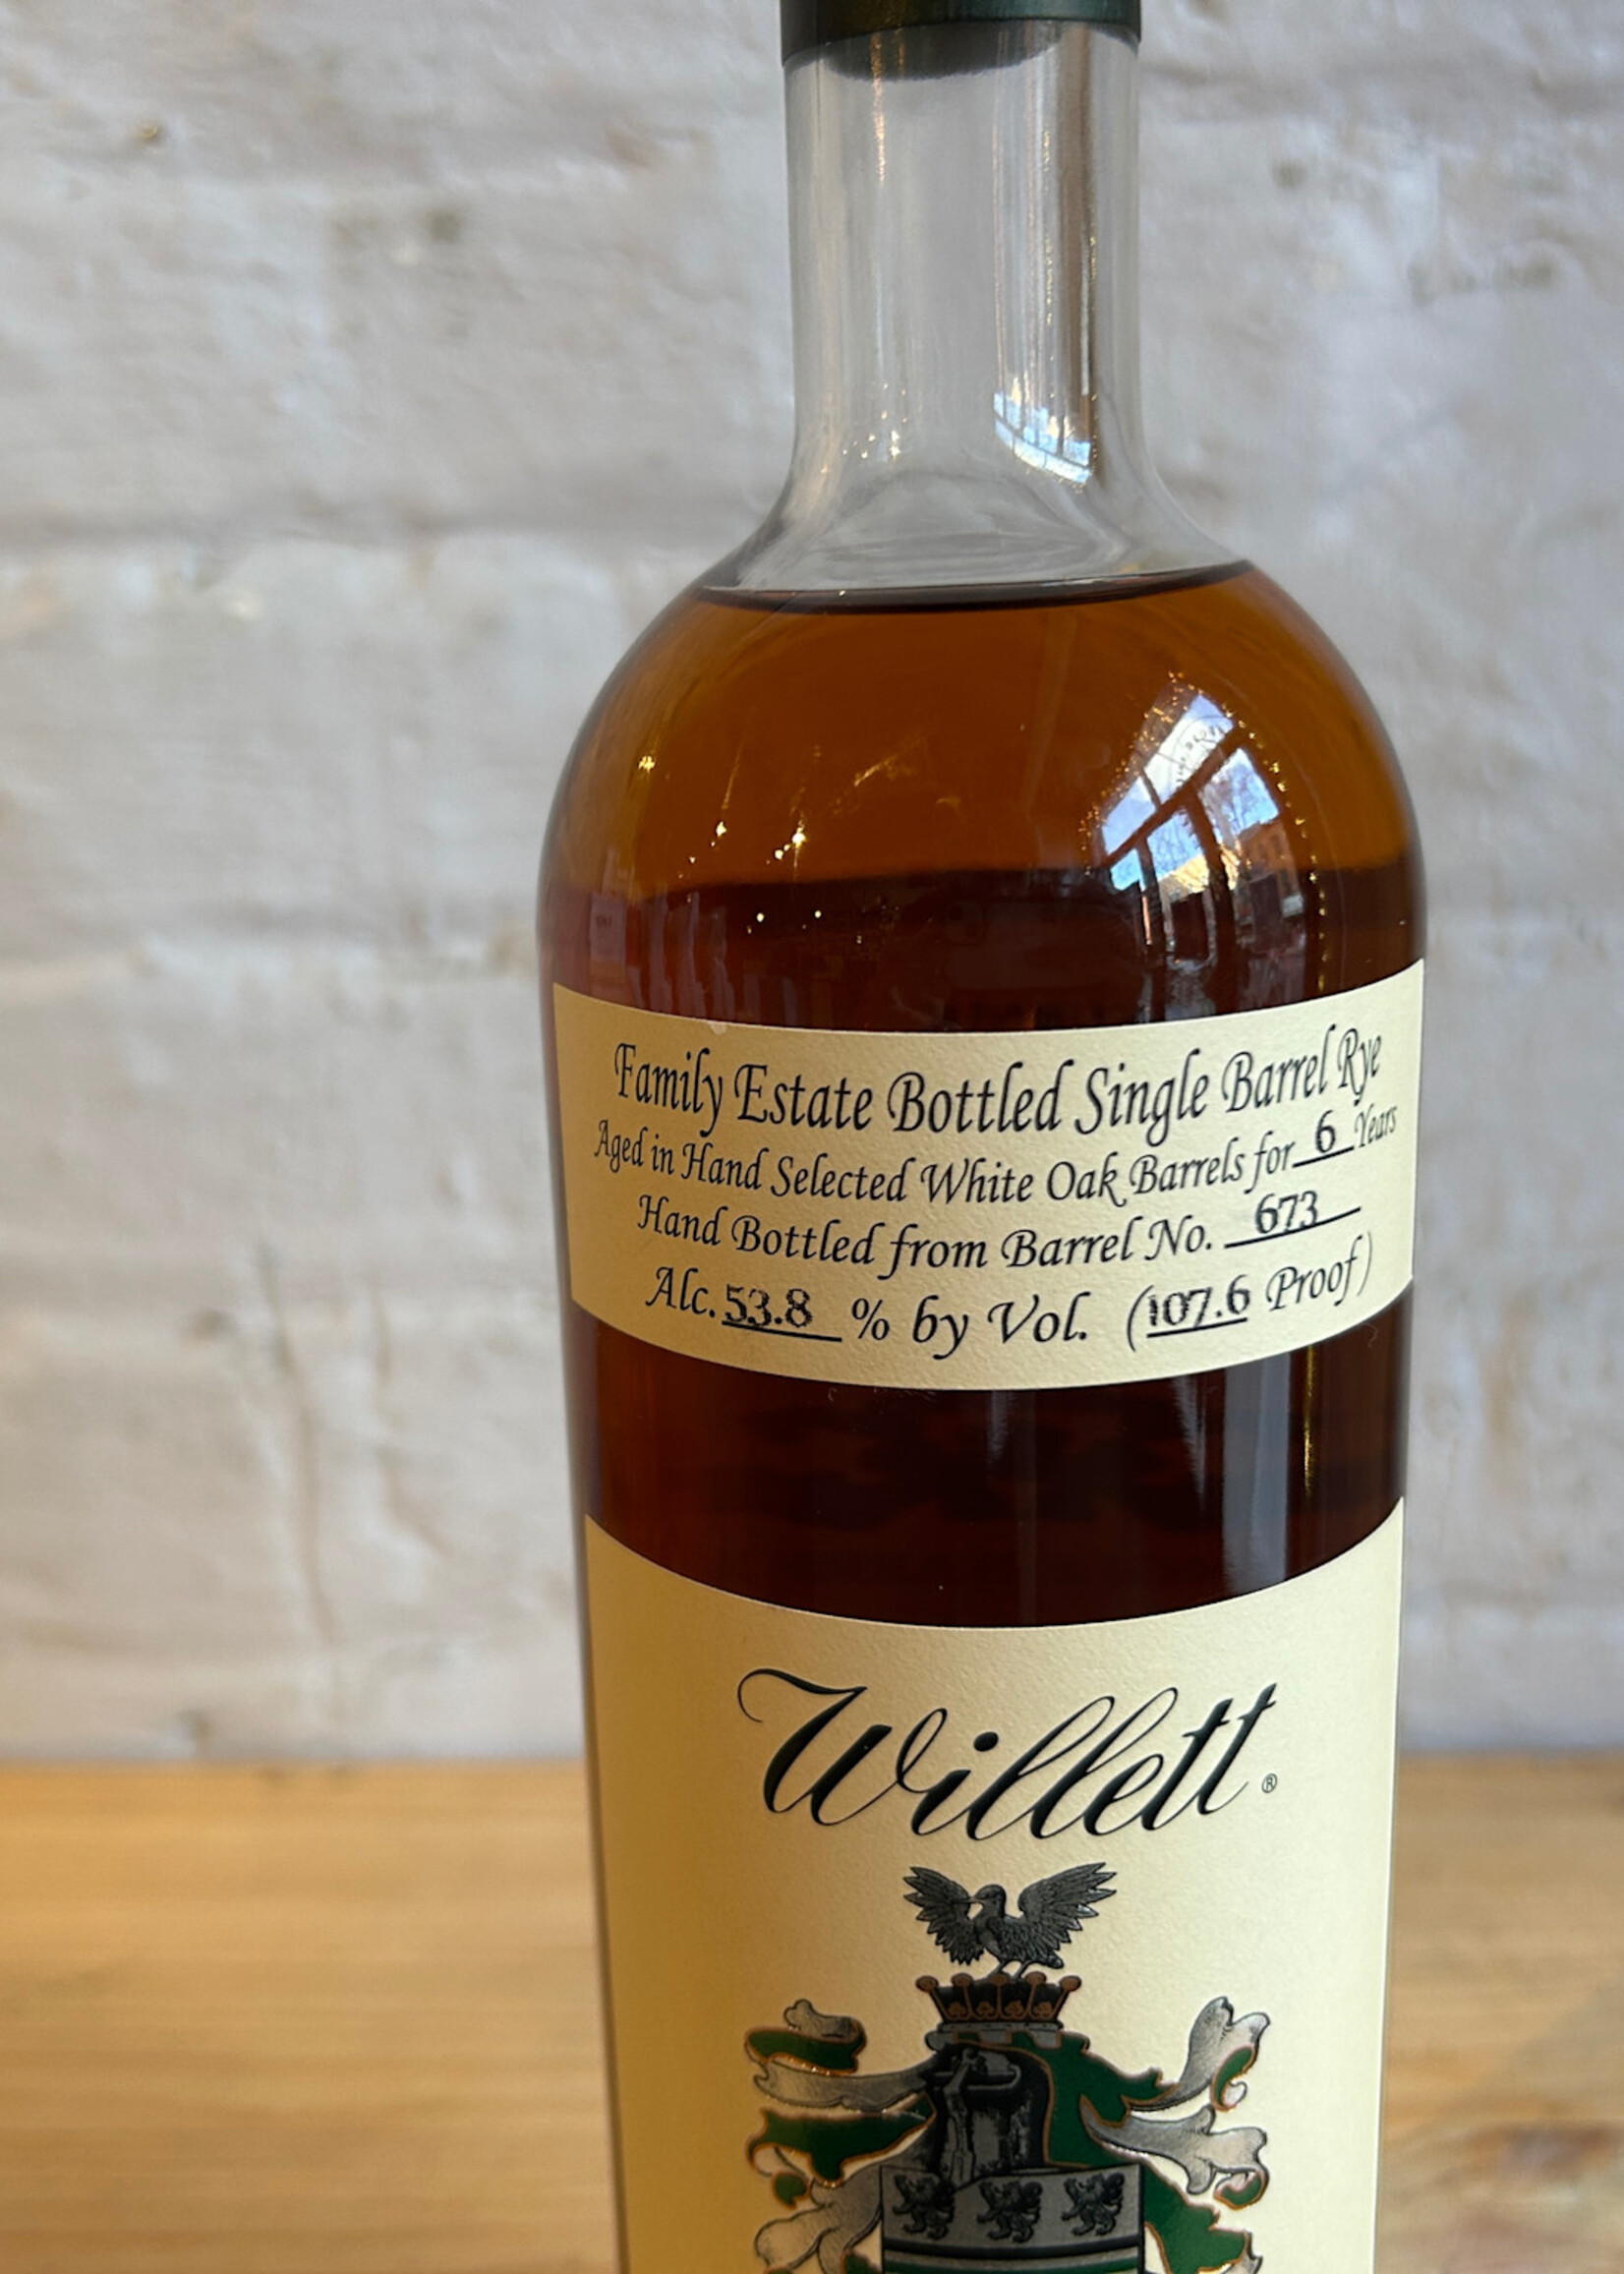 Family Estate Bottled Single Barrel Rye
Aged in Hand Selected White Oak Barrels for 6 Years
Hand Bottled from Barrel No. 673
Alc. 53.8 % by Vol. (107.6 Proof)
Willett®